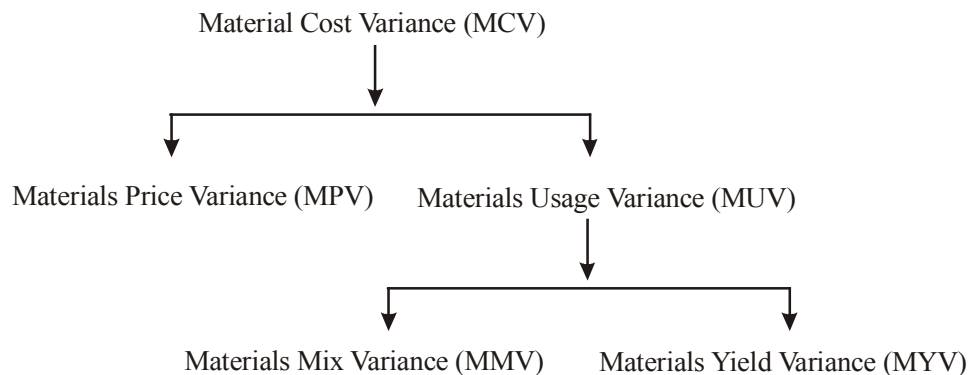 Material Cost Variance (MCV)
Materials Price Variance (MPV)
Materials Usage Variance (MUV)
Materials Mix Variance (MMV)
Materials Yield Variance (MYV)